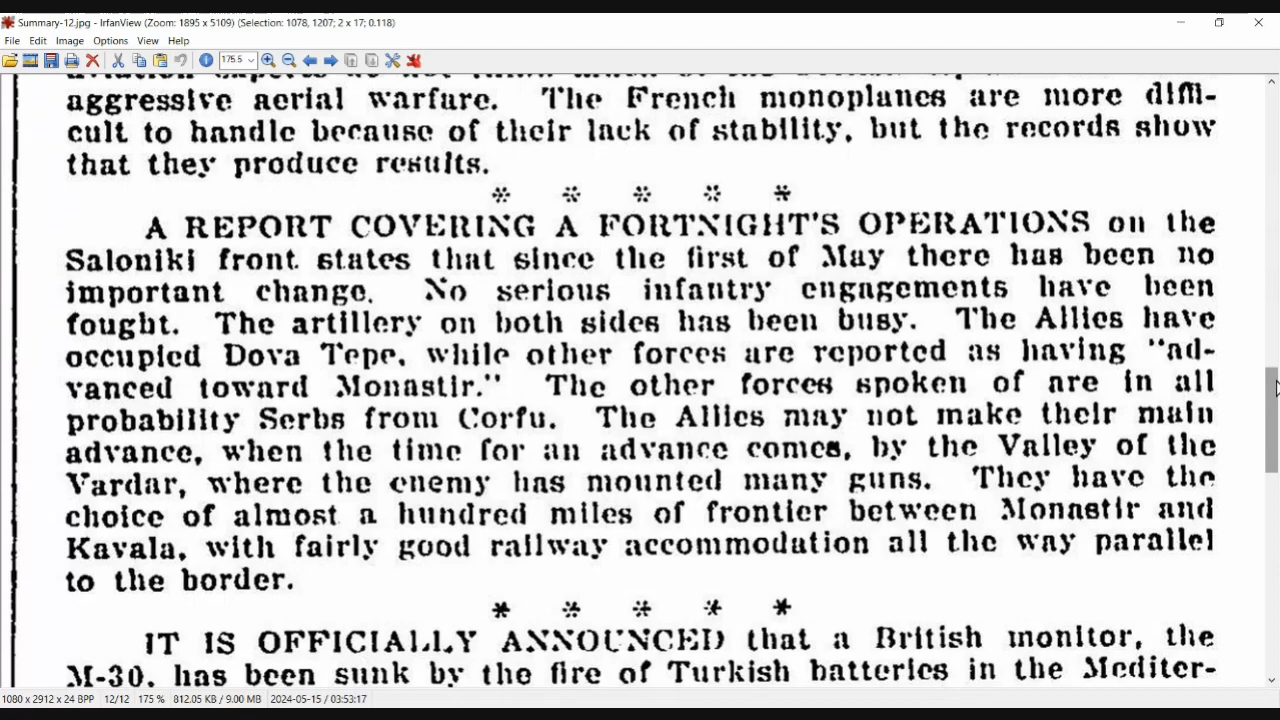 Summary-12.jpg - IrfanView (Zoom: 1895 x 5109) (Selection: 1078, 1207; 2 x 17; 0.118)
File Edit Image Options View Help
175.5
aggressive aerial warfare. The French monoplanes are more diffi-
cult to handle because of their lack of stability, but the records show
that they produce results.
* * * * *
A REPORT COVERING A FORTNIGHT'S OPERATIONS on the
Saloniki front states that since the first of May there has been no
important change. No serious infantry engagements have been
fought. The artillery on both sides has been busy. The Allies have
occupied Dova Tepe, while other forces are reported as having "ad-
vanced toward Monastir." The other forces spoken of are in all
probability Serbs from Corfu. The Allies may not make their main
advance, when the time for an advance comes, by the Valley of the
Vardar, where the enemy has mounted many guns. They have the
choice of almost a hundred miles of frontier between Monastir and
Kavala, with fairly good railway accommodation all the way parallel
to the border.
* * * * *
IT IS OFFICIALLY ANNOUNCED that a British monitor, the
M-30, has been sunk by the fire of Turkish batteries in the Mediter-
1080 x 2912 x 24 BPP 12/12 175 % 812.05 KB / 9.00 MB 2024-05-15 / 03:53:17